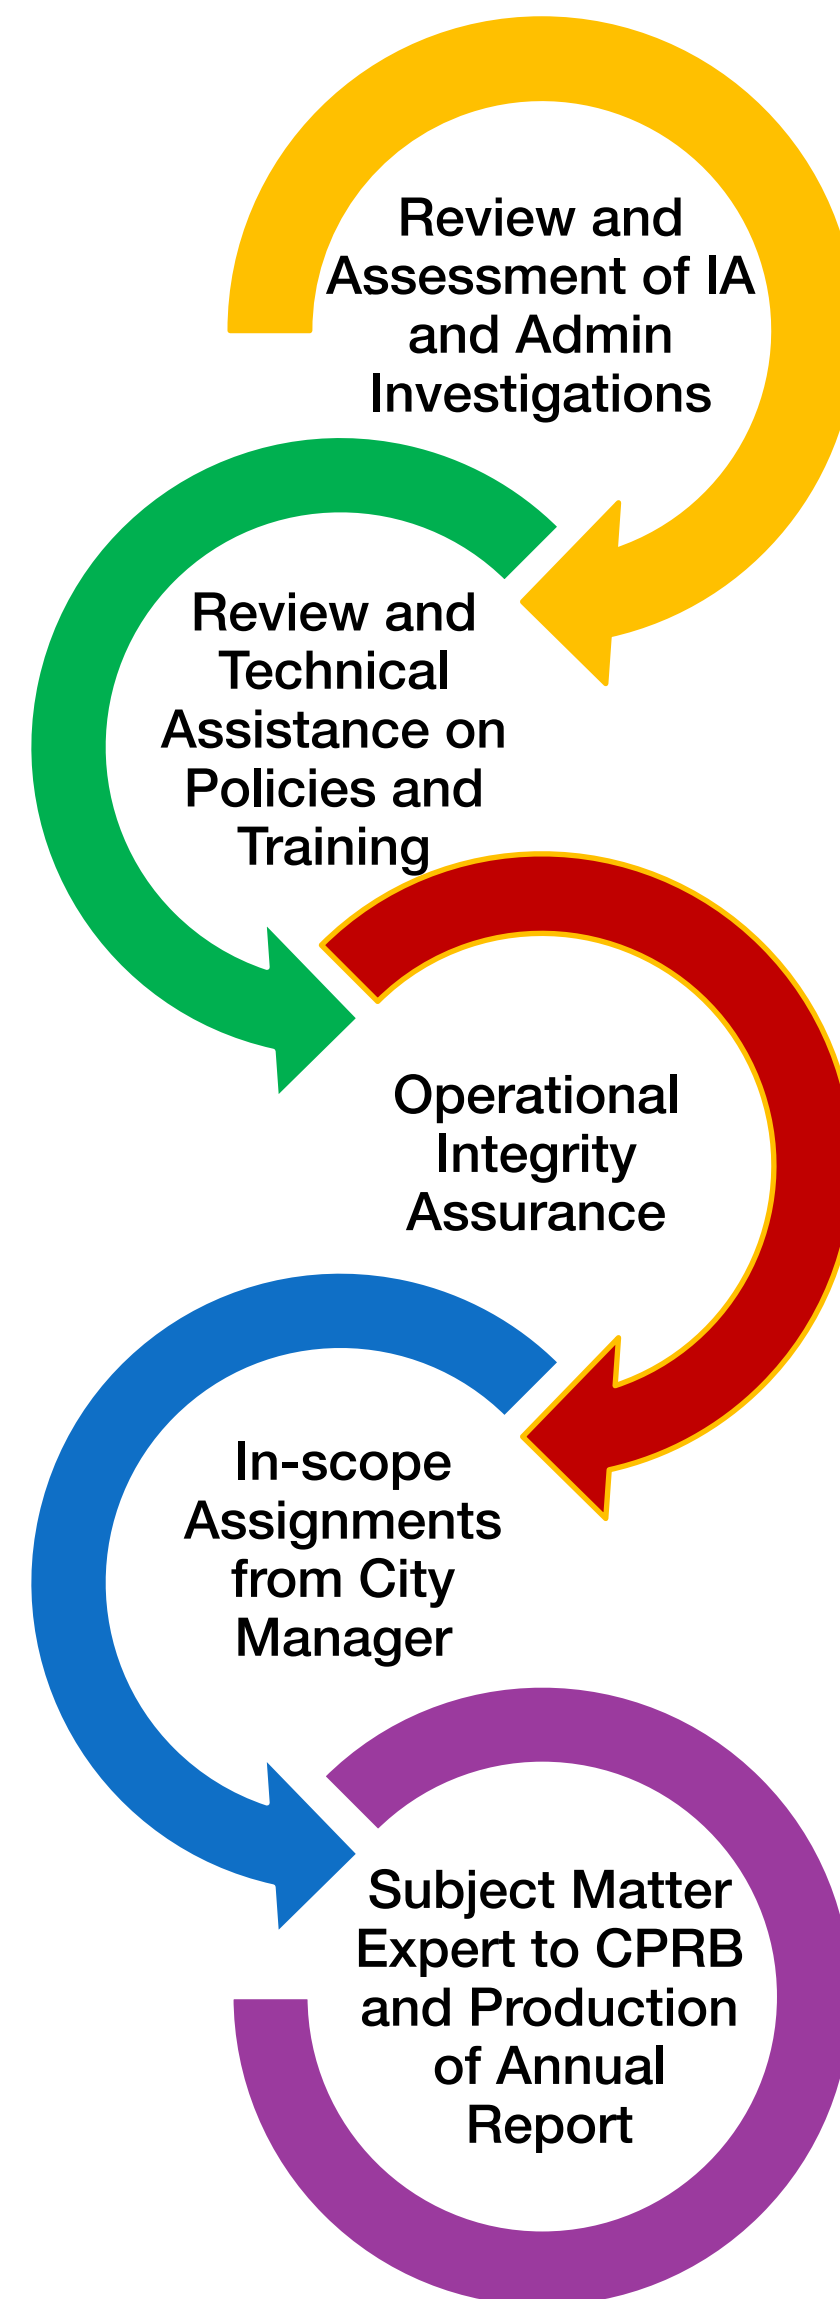 Review and
Assessment of IA
and Admin
Investigations
Review and
Technical
Assistance on
Policies and
Training
Operational
Integrity
Assurance
In-scope
Assignments
from City
Manager
Subject Matter
Expert to CPRB
and Production
of Annual
Report